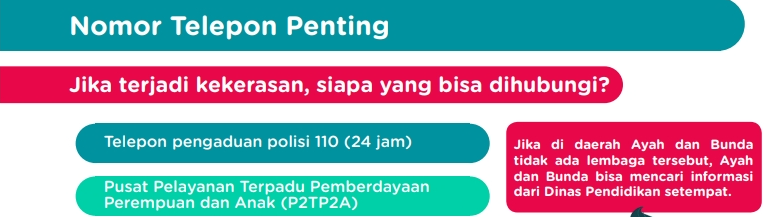 Nomor Telepon Penting
Jika terjadi kekerasan, siapa yang bisa dihubungi?
Telepon pengaduan polisi 110 (24 jam)
Pusat Pelayanan Terpadu Pemberdayaan
Perempuan dan Anak (P2TP2A)
Jika di daerah Ayah dan Bunda
tidak ada lembaga tersebut, Ayah
dan Bunda bisa mencari informasi
dari Dinas Pendidikan setempat.